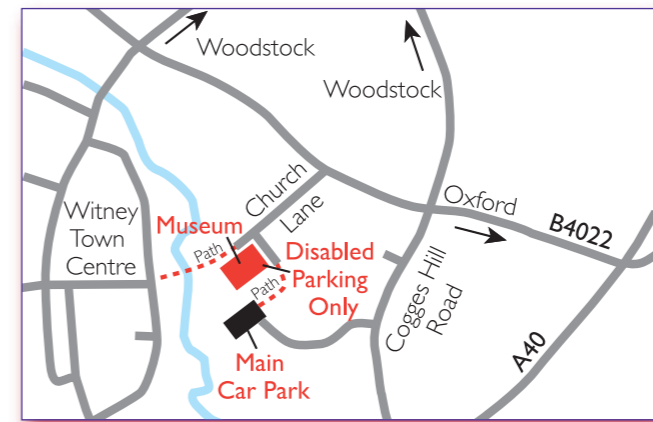 Woodstock
Woodstock
Church
Lane
Oxford
B4022
Witney
Town
Centre
Museum
Path
Disabled
Parking
Only
Path
Cogges Hill
Road
Main
Car Park
A40